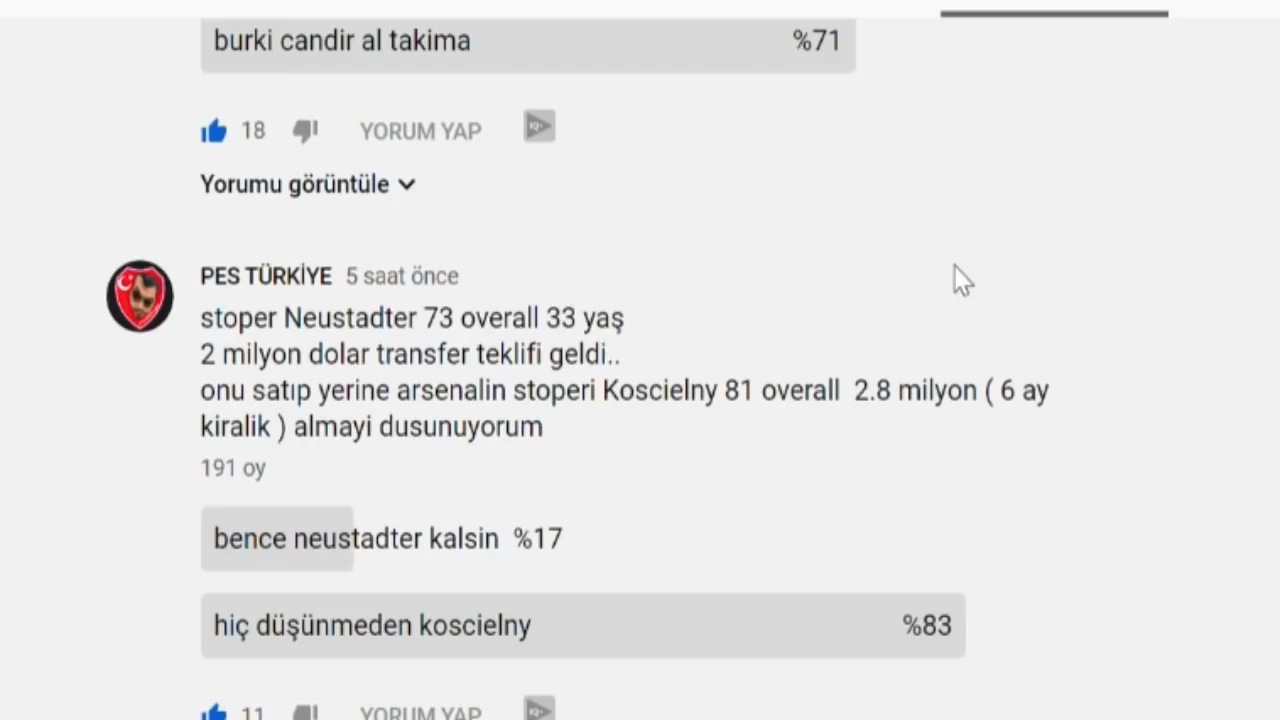 burki candir al takima %71
18 YORUM YAP
Yorumu görüntüle
PES TÜRKİYE 5 saat önce
stoper Neustadter 73 overall 33 yaş
2 milyon dolar transfer teklifi geldi..
onu satıp yerine arsenalin stoperi Koscielny 81 overall 2.8 milyon ( 6 ay
kiralik ) almayi dusunuyorum
191 oy
bence neustadter kalsin %17
hiç düşünmeden koscielny %83
11 YORUM YAP